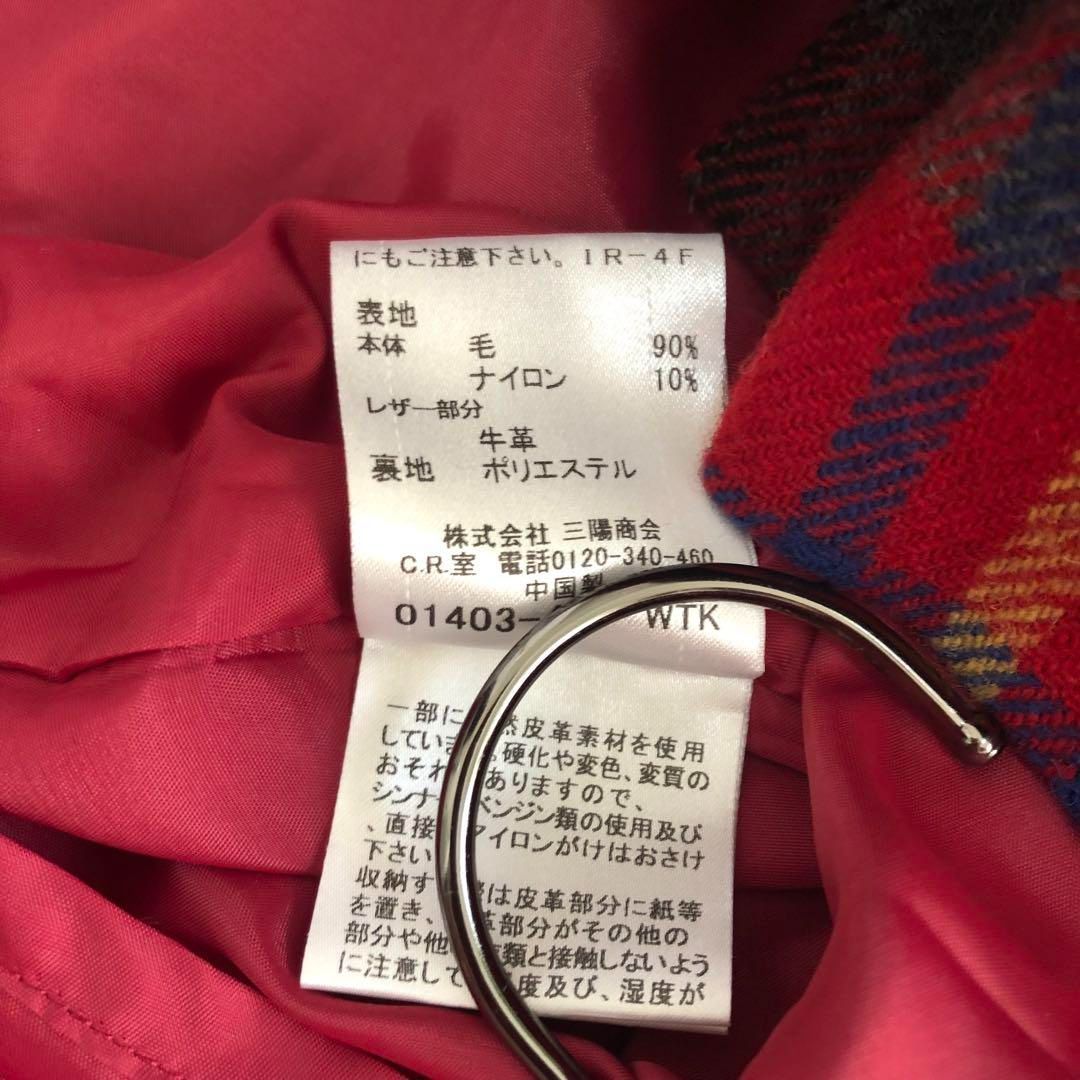 にもご注意下さい。IR-4F
表地
本体 毛 90%
ナイロン 10%
レザー部分
牛革
裏地 ポリエステル
株式会社 三陽商会
C.R.室 電話0120-340-460
中国製
01403- WTK
一部に 然皮革素材を使用
していま 硬化や変色、変質の
おそれ ありますので、
シンナー ベンジン類の使用及び
、直接 アイロンがけはおさけ
下さい
収納す は皮革部分に紙等
を置き、 革部分がその他の
部分や他 類と接触しないよう
に注意して 度及び、湿度が